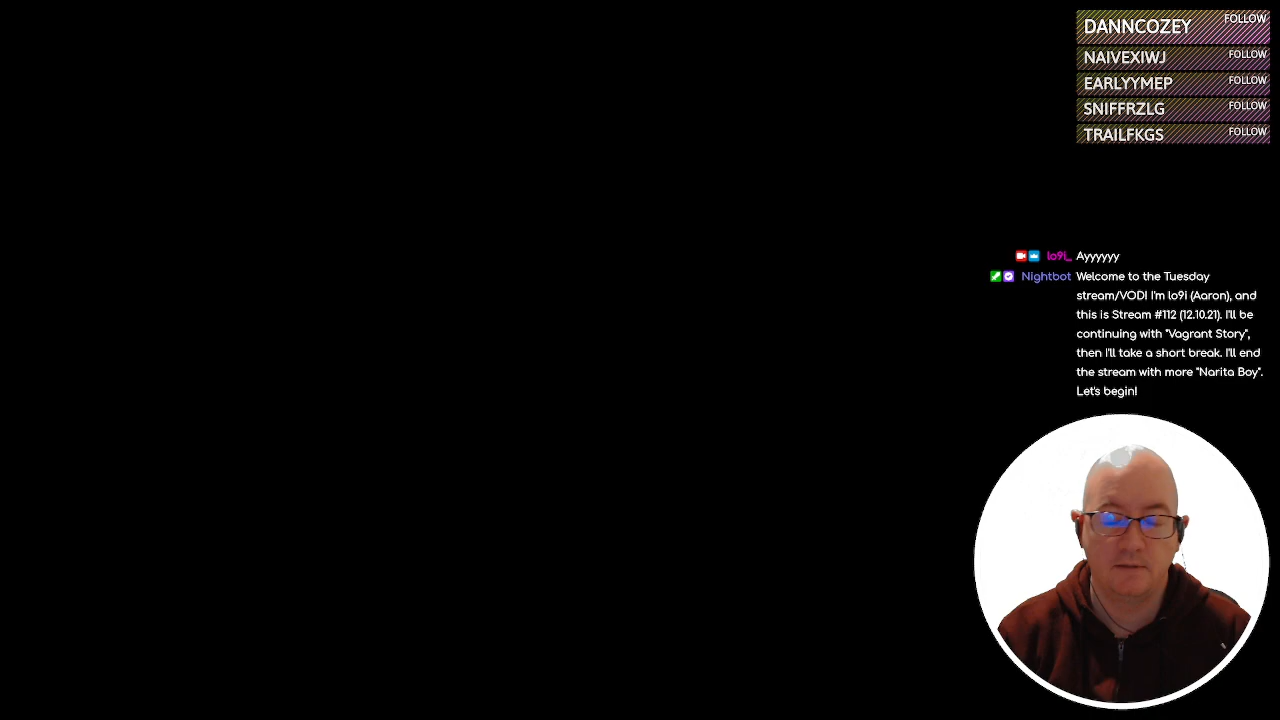 DANNCOZEY FOLLOW
NAIVEXIWJ FOLLOW
EARLYYMEP FOLLOW
SNIFFRZLG FOLLOW
TRAILFKGS FOLLOW
lo9i_ Ayyyyyy
Nightbot Welcome to the Tuesday
stream/VOD! I'm lo9i (Aaron), and
this is Stream #112 (12.10.21). I'll be
continuing with "Vagrant Story",
then I'll take a short break. I'll end
the stream with more "Narita Boy".
Let's begin!